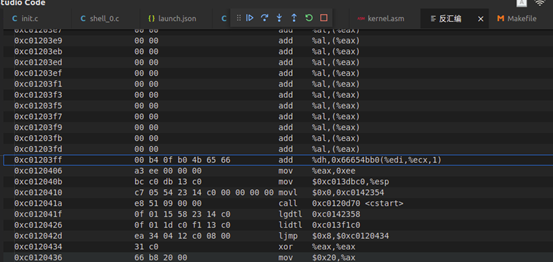 tudio Code
init.c shell_0.c launch.json C kernel.asm 反汇编 Makefile
0xc01203e7 00 00 add %al,(%eax)
0xc01203e9 00 00 add %al,(%eax)
0xc01203eb 00 00 add %al,(%eax)
0xc01203ed 00 00 add %al,(%eax)
0xc01203ef 00 00 add %al,(%eax)
0xc01203f1 00 00 add %al,(%eax)
0xc01203f3 00 00 add %al,(%eax)
0xc01203f5 00 00 add %al,(%eax)
0xc01203f7 00 00 add %al,(%eax)
0xc01203f9 00 00 add %al,(%eax)
0xc01203fb 00 00 add %al,(%eax)
0xc01203fd 00 00 add %al,(%eax)
0xc01203ff 00 b4 0f b0 4b 65 66 add %dh,0x66654bb0(%edi,%ecx,1)
0xc0120406 a3 ee 00 00 00 mov %eax,0xee
0xc012040b bc c0 db 13 c0 mov $0xc013dbc0,%esp
0xc0120410 c7 05 54 23 14 c0 00 00 00 00 movl $0x0,0xc0142354
0xc012041a e8 51 09 00 00 call 0xc0120d70 <cstart>
0xc012041f 0f 01 15 58 23 14 c0 lgdtl 0xc0142358
0xc0120426 0f 01 1d c0 f1 13 c0 lidtl 0xc013f1c0
0xc012042d ea 34 04 12 c0 08 00 ljmp $0x8,$0xc0120434
0xc0120434 31 c0 xor %eax,%eax
0xc0120436 66 b8 20 00 mov $0x20,%ax